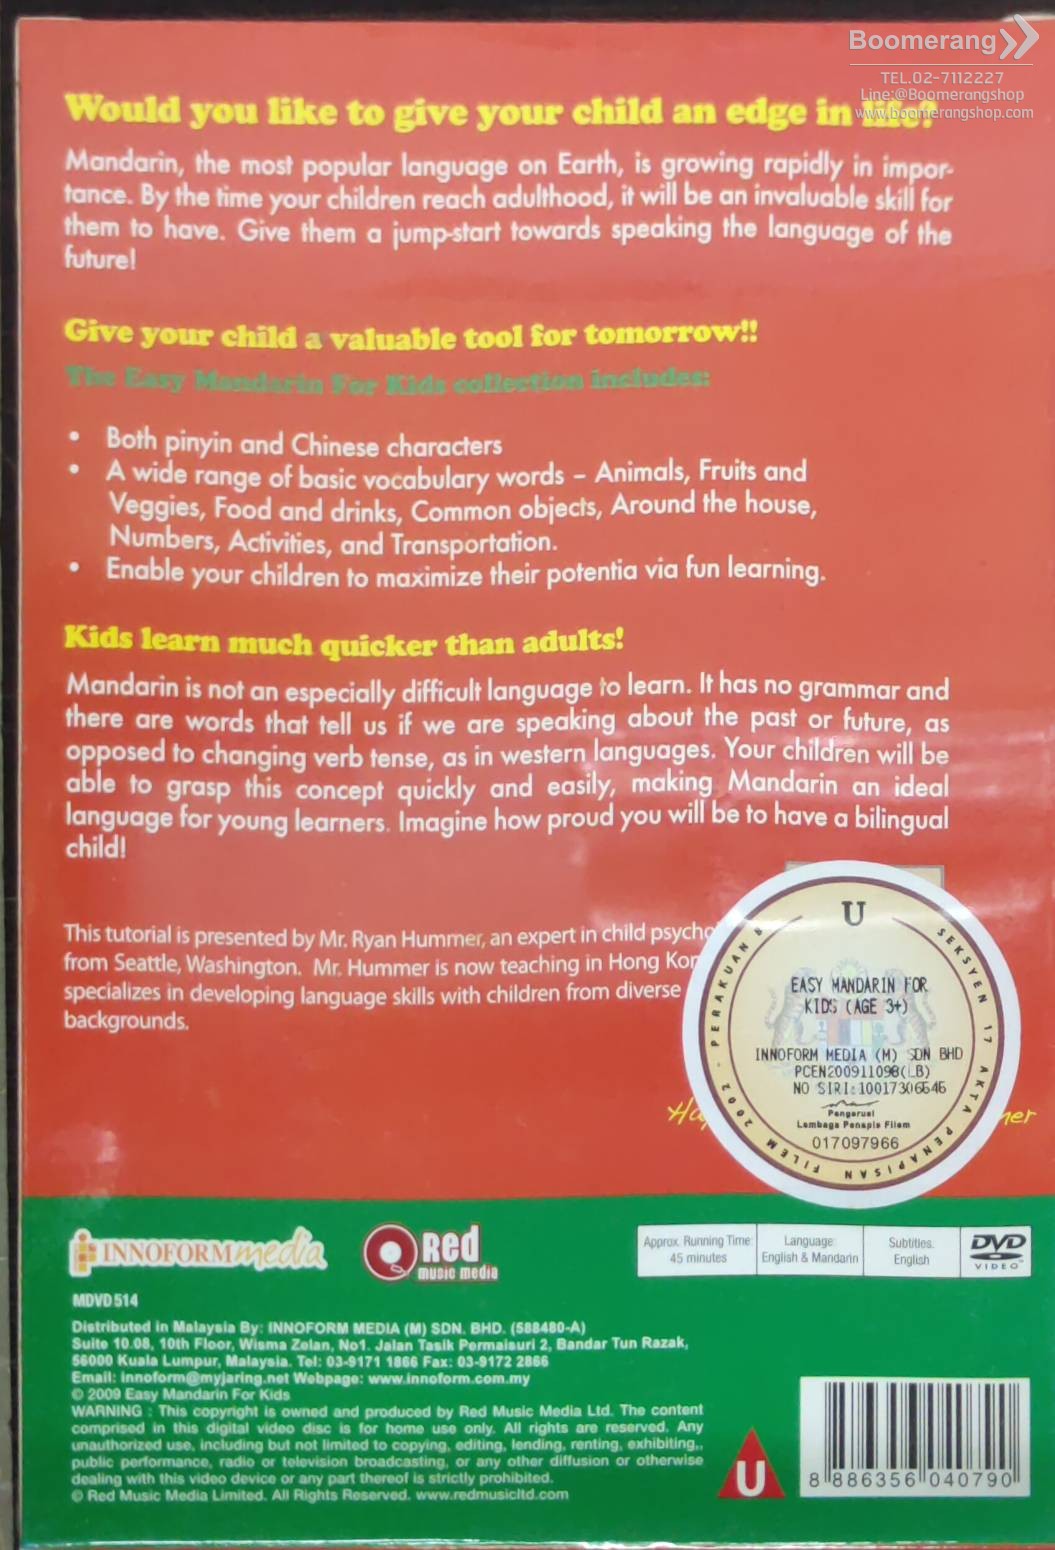 Boomerang
TEL.02-7112227
Line:@Boomerangshop
www.boomerangshop.com
Would you like to give your child an edge in life?
Mandarin, the most popular language on Earth, is growing rapidly in impor-
tance. By the time your children reach adulthood, it will be an invaluable skill for
them to have. Give them a jump-start towards speaking the language of the
future!
Give your child a valuable tool for tomorrow!!
The Easy Mandarin For Kids collection includes:
• Both pinyin and Chinese characters
• A wide range of basic vocabulary words – Animals, Fruits and
Veggies, Food and drinks, Common objects, Around the house,
Numbers, Activities, and Transportation.
• Enable your children to maximize their potentia via fun learning.
Kids learn much quicker than adults!
Mandarin is not an especially difficult language to learn. It has no grammar and
there are words that tell us if we are speaking about the past or future, as
opposed to changing verb tense, as in western languages. Your children will be
able to grasp this concept quickly and easily, making Mandarin an ideal
language for young learners. Imagine how proud you will be to have a bilingual
child!
This tutorial is presented by Mr. Ryan Hummer, an expert in child psycho
from Seattle, Washington. Mr. Hummer is now teaching in Hong Kon
specializes in developing language skills with children from diverse
backgrounds.
U
PERAKUAN B SEKSYEN 17 AKTA PENAPISAN FILEM 2002
EASY MANDARIN FOR
KIDS (AGE 3+)
INNOFORM MEDIA (M) SDN BHD
PCEN200911098(LB)
NO SIRI:10017306646
Pengerusi
Lembaga Penapis Filem
017097966
Ha
mer
INNOFORM media
Red
music media
Approx. Running Time:
45 minutes
Language:
English & Mandarin
Subtitles.
English
DVD
VIDEO
MDVD514
Distributed in Malaysia By: INNOFORM MEDIA (M) SDN. BHD. (588480-A)
Suite 10.08, 10th Floor, Wisma Zelan, No1. Jalan Tasik Permaisuri 2, Bandar Tun Razak,
56000 Kuala Lumpur, Malaysia. Tel: 03-9171 1866 Fax: 03-9172 2866
Email: innoform@myjaring.net Webpage: www.innoform.com.my
© 2009 Easy Mandarin For Kids
WARNING : This copyright is owned and produced by Red Music Media Ltd. The content
comprised in this digital video disc is for home use only. All rights are reserved. Any
unauthorized use, including but not limited to copying, editing, lending, renting, exhibiting,,
public performance, radio or television broadcasting, or any other diffusion or otherwise
dealing with this video device or any part thereof is strictly prohibited.
© Red Music Media Limited. All Rights Reserved. www.redmusicltd.com
U
8 886356 040790